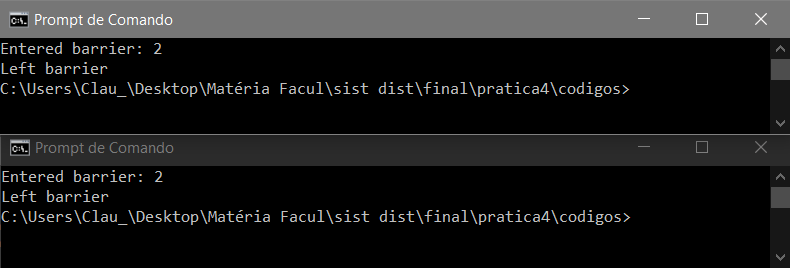 Prompt de Comando
Entered barrier: 2
Left barrier
C:\Users\Clau_\Desktop\Matéria Facul\sist dist\final\pratica4\codigos>
Prompt de Comando
Entered barrier: 2
Left barrier
C:\Users\Clau_\Desktop\Matéria Facul\sist dist\final\pratica4\codigos>